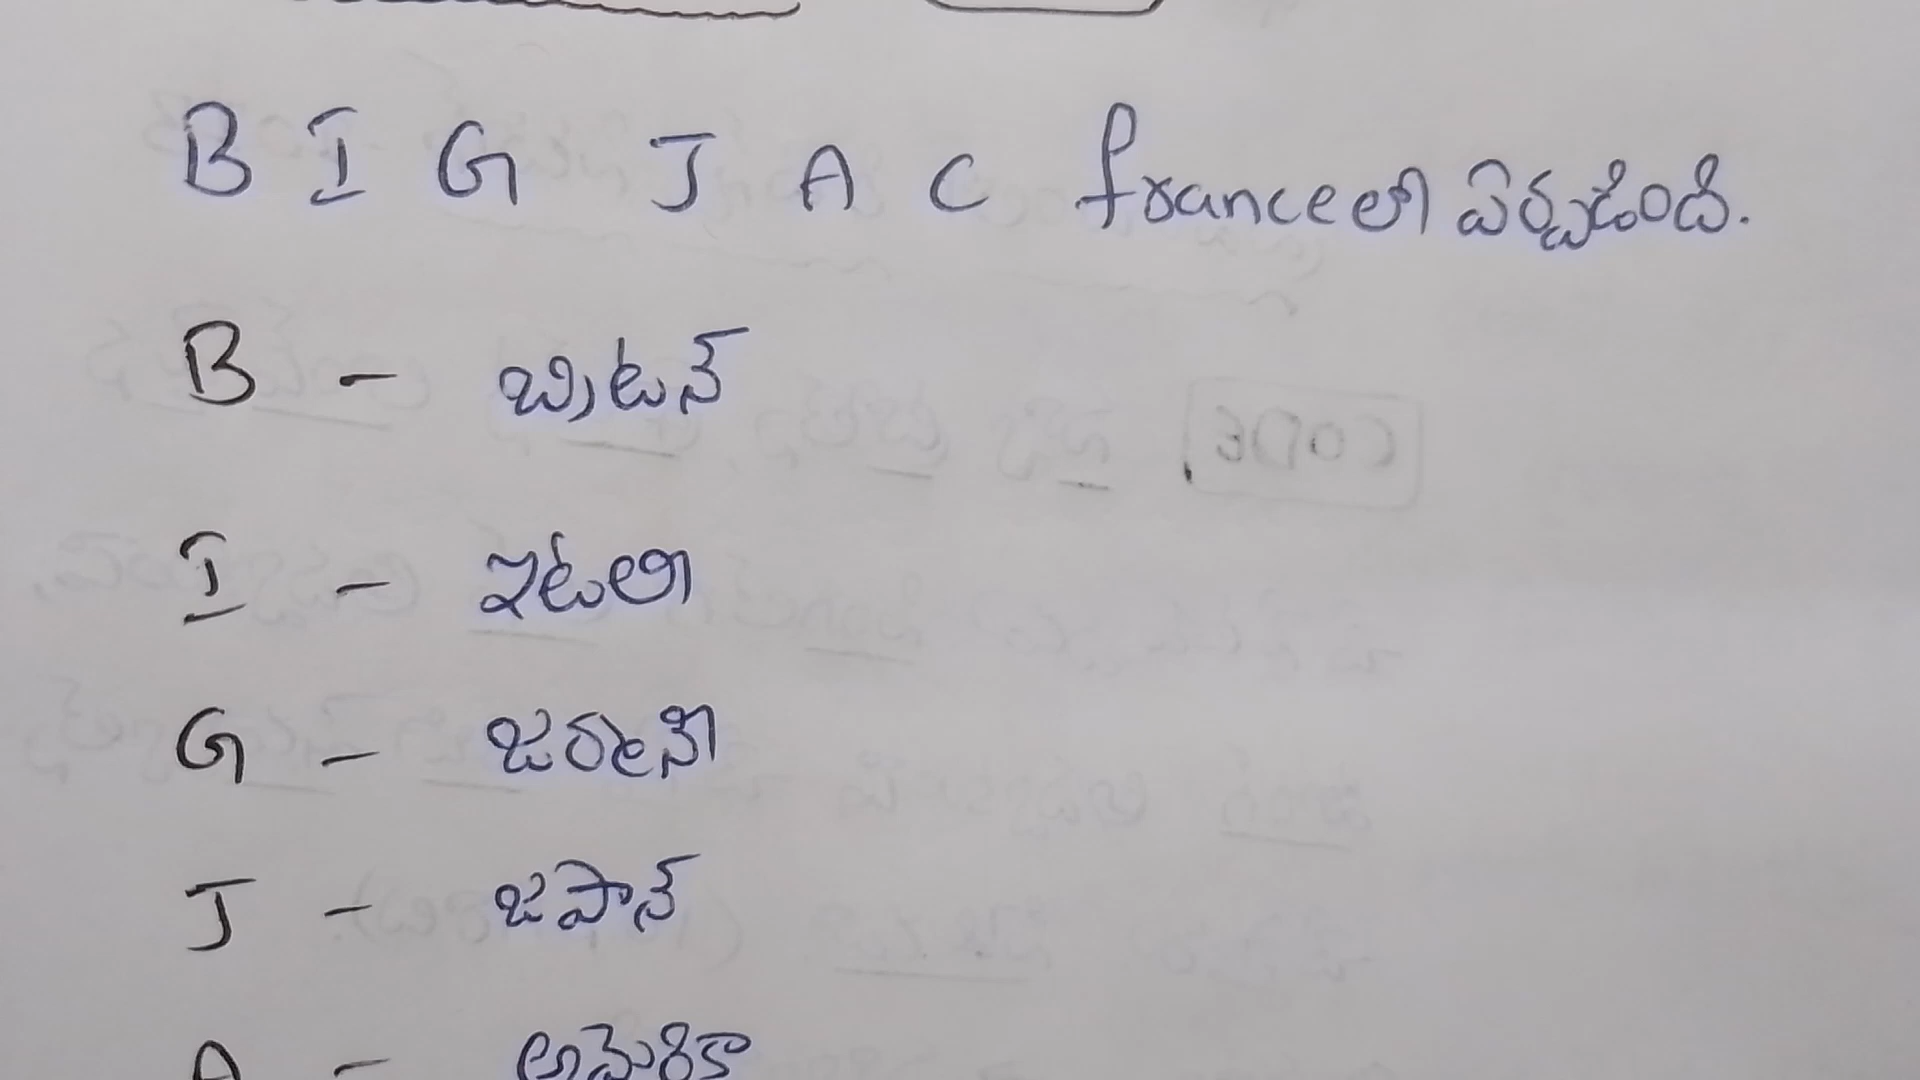 B I G J A C franceలో ఏర్పడింది.
B - బ్రిటన్
I - ఇటలీ
G - జర్మనీ
J - జపాన్
A - అమెరికా